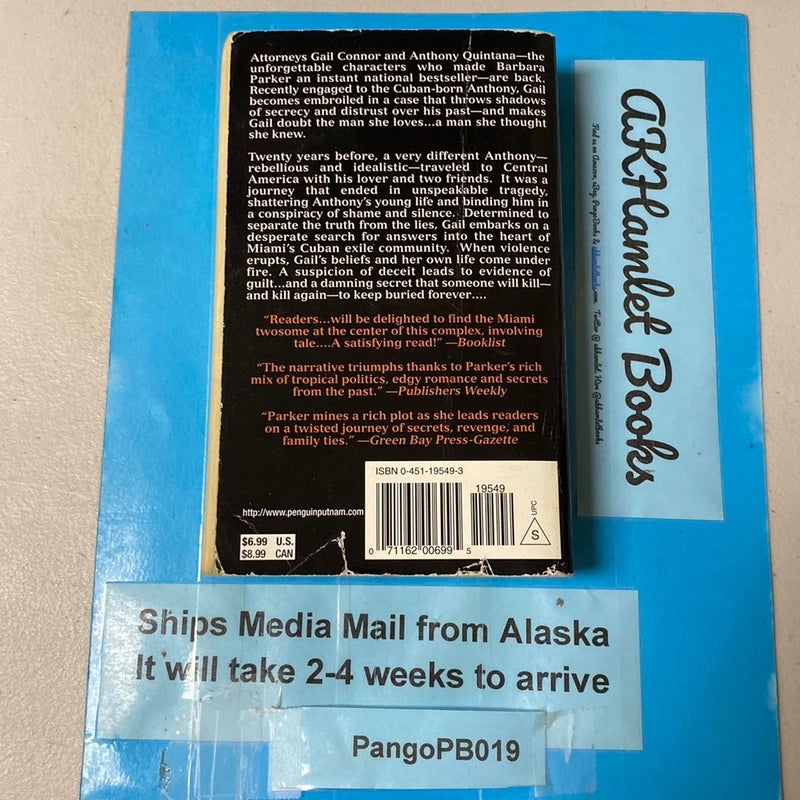 Attorneys Gail Connor and Anthony Quintana—the
unforgettable characters who made Barbara
Parker an instant national bestseller—are back.
Recently engaged to the Cuban-born Anthony, Gail
becomes embroiled in a case that throws shadows
of secrecy and distrust over his past—and makes
Gail doubt the man she loves...a man she thought
she knew.
Twenty years before, a very different Anthony—
rebellious and idealistic—traveled to Central
America with his lover and two friends. It was a
journey that ended in unspeakable tragedy,
shattering Anthony's young life and binding him in
a conspiracy of shame and silence. Determined to
separate the truth from the lies, Gail embarks on a
desperate search for answers into the heart of
Miami's Cuban exile community. When violence
erupts, Gail's beliefs and her own life come under
fire. A suspicion of deceit leads to evidence of
guilt...and a damning secret that someone will kill—
and kill again—to keep buried forever....
"Readers...will be delighted to find the Miami
twosome at the center of this complex, involving
tale....A satisfying read!" —Booklist
"The narrative triumphs thanks to Parker's rich
mix of tropical politics, edgy romance and secrets
from the past." —Publishers Weekly
"Parker mines a rich plot as she leads readers
on a twisted journey of secrets, revenge, and
family ties." —Green Bay Press-Gazette
ISBN 0-451-19549-3
19549
UPC
S
0 71162 00699 5
http://www.penguinputnam.com
$6.99 U.S.
$8.99 CAN
AKHamlet Books
Find us on Amazon, eBay, PangoBooks & akhamletbooks.com. Twitter @ akhamlet. Hive @akhamletbooks
Ships Media Mail from Alaska
It will take 2-4 weeks to arrive
PangoPB019